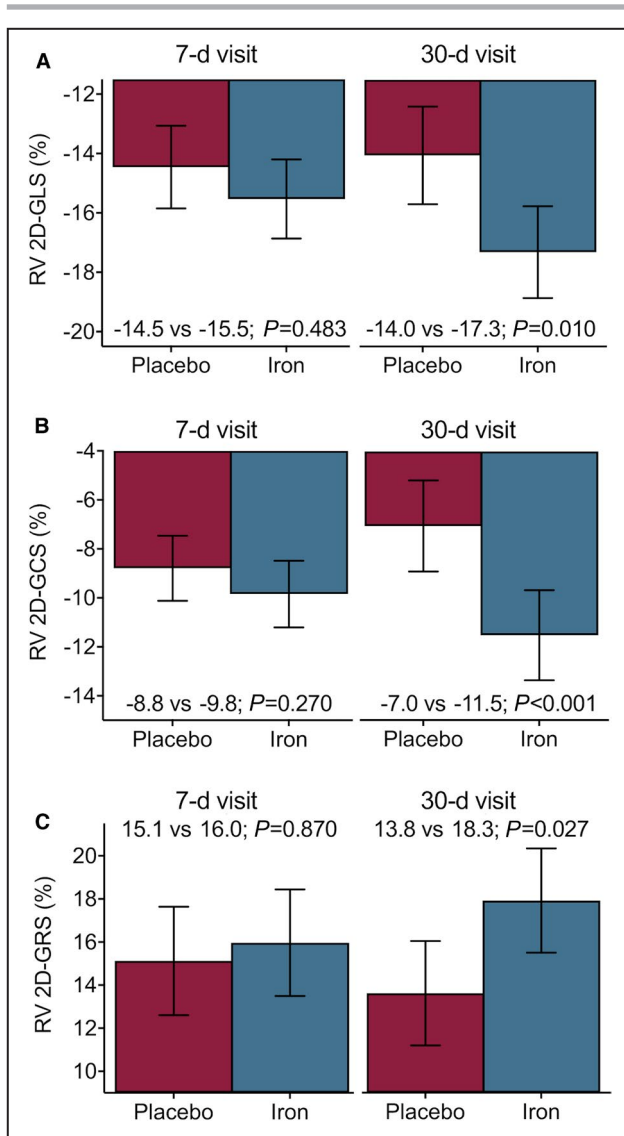 A
7-d visit 30-d visit
RV 2D-GLS (%)
-12
-14
-16
-18
-20
-14.5 vs -15.5; P=0.483 -14.0 vs -17.3; P=0.010
Placebo Iron Placebo Iron
B
7-d visit 30-d visit
RV 2D-GCS (%)
-4
-6
-8
-10
-12
-14
-8.8 vs -9.8; P=0.270 -7.0 vs -11.5; P<0.001
Placebo Iron Placebo Iron
7-d visit 30-d visit
C
15.1 vs 16.0; P=0.870 13.8 vs 18.3; P=0.027
RV 2D-GRS (%)
20
18
16
14
12
10
Placebo Iron Placebo Iron